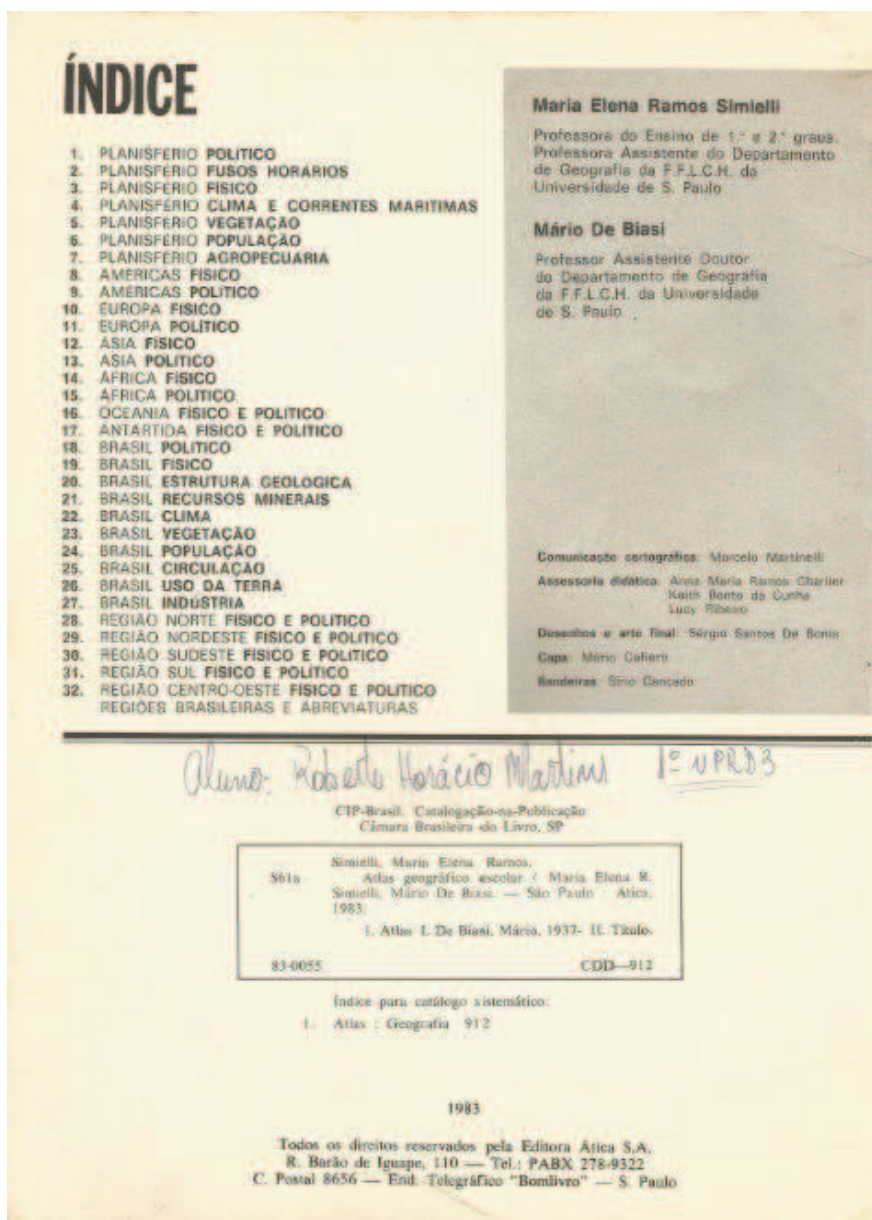 ÍNDICE
1. PLANISFÉRIO POLÍTICO
2. PLANISFÉRIO FUSOS HORÁRIOS
3. PLANISFÉRIO FÍSICO
4. PLANISFÉRIO CLIMA E CORRENTES MARITIMAS
5. PLANISFÉRIO VEGETAÇÃO
6. PLANISFÉRIO POPULAÇÃO
7. PLANISFÉRIO AGROPECUÁRIA
8. AMÉRICAS FÍSICO
9. AMÉRICAS POLÍTICO
10. EUROPA FÍSICO
11. EUROPA POLÍTICO
12. ÁSIA FÍSICO
13. ÁSIA POLÍTICO
14. ÁFRICA FÍSICO
15. ÁFRICA POLÍTICO
16. OCEANIA FÍSICO E POLÍTICO
17. ANTÁRTIDA FÍSICO E POLÍTICO
18. BRASIL POLÍTICO
19. BRASIL FÍSICO
20. BRASIL ESTRUTURA GEOLÓGICA
21. BRASIL RECURSOS MINERAIS
22. BRASIL CLIMA
23. BRASIL VEGETAÇÃO
24. BRASIL POPULAÇÃO
25. BRASIL CIRCULAÇÃO
26. BRASIL USO DA TERRA
27. BRASIL INDÚSTRIA
28. REGIÃO NORTE FÍSICO E POLÍTICO
29. REGIÃO NORDESTE FÍSICO E POLÍTICO
30. REGIÃO SUDESTE FÍSICO E POLÍTICO
31. REGIÃO SUL FÍSICO E POLÍTICO
32. REGIÃO CENTRO-OESTE FÍSICO E POLÍTICO
REGIÕES BRASILEIRAS E ABREVIATURAS
Maria Elena Ramos Simielli
Professora do Ensino de 1.° e 2.° graus.
Professora Assistente do Departamento
de Geografia da F.F.L.C.H. da
Universidade de S. Paulo
Mário De Biasi
Professor Assistente Doutor
do Departamento de Geografia
da F.F.L.C.H. da Universidade
de S. Paulo
Comunicação cartográfica: Marcelo Martinelli
Assessoria didática: Anna Maria Ramos Charlier
Keith Bento da Cunha
Lucy Ribeiro
Desenhos e arte final: Sérgio Santos De Bonis
Capa: Mário Cafiero
Bandeiras: Sírio Cançado
Aluno: Roberto Horácio Martins 1º UPRD3
CIP-Brasil. Catalogação-na-Publicação
Câmara Brasileira do Livro, SP
Simielli, Maria Elena Ramos.
S61a Atlas geográfico escolar / Maria Elena R.
Simielli, Mário De Biasi. — São Paulo : Ática,
1983.
1. Atlas I. De Biasi, Mário, 1937- II. Título.
83-0055 CDD—912
Índice para catálogo sistemático:
1. Atlas : Geografia 912
1983
Todos os direitos reservados pela Editora Ática S.A.
R. Barão de Iguape, 110 — Tel.: PABX 278-9322
C. Postal 8656 — End. Telegráfico "Bomlivro" — S. Paulo